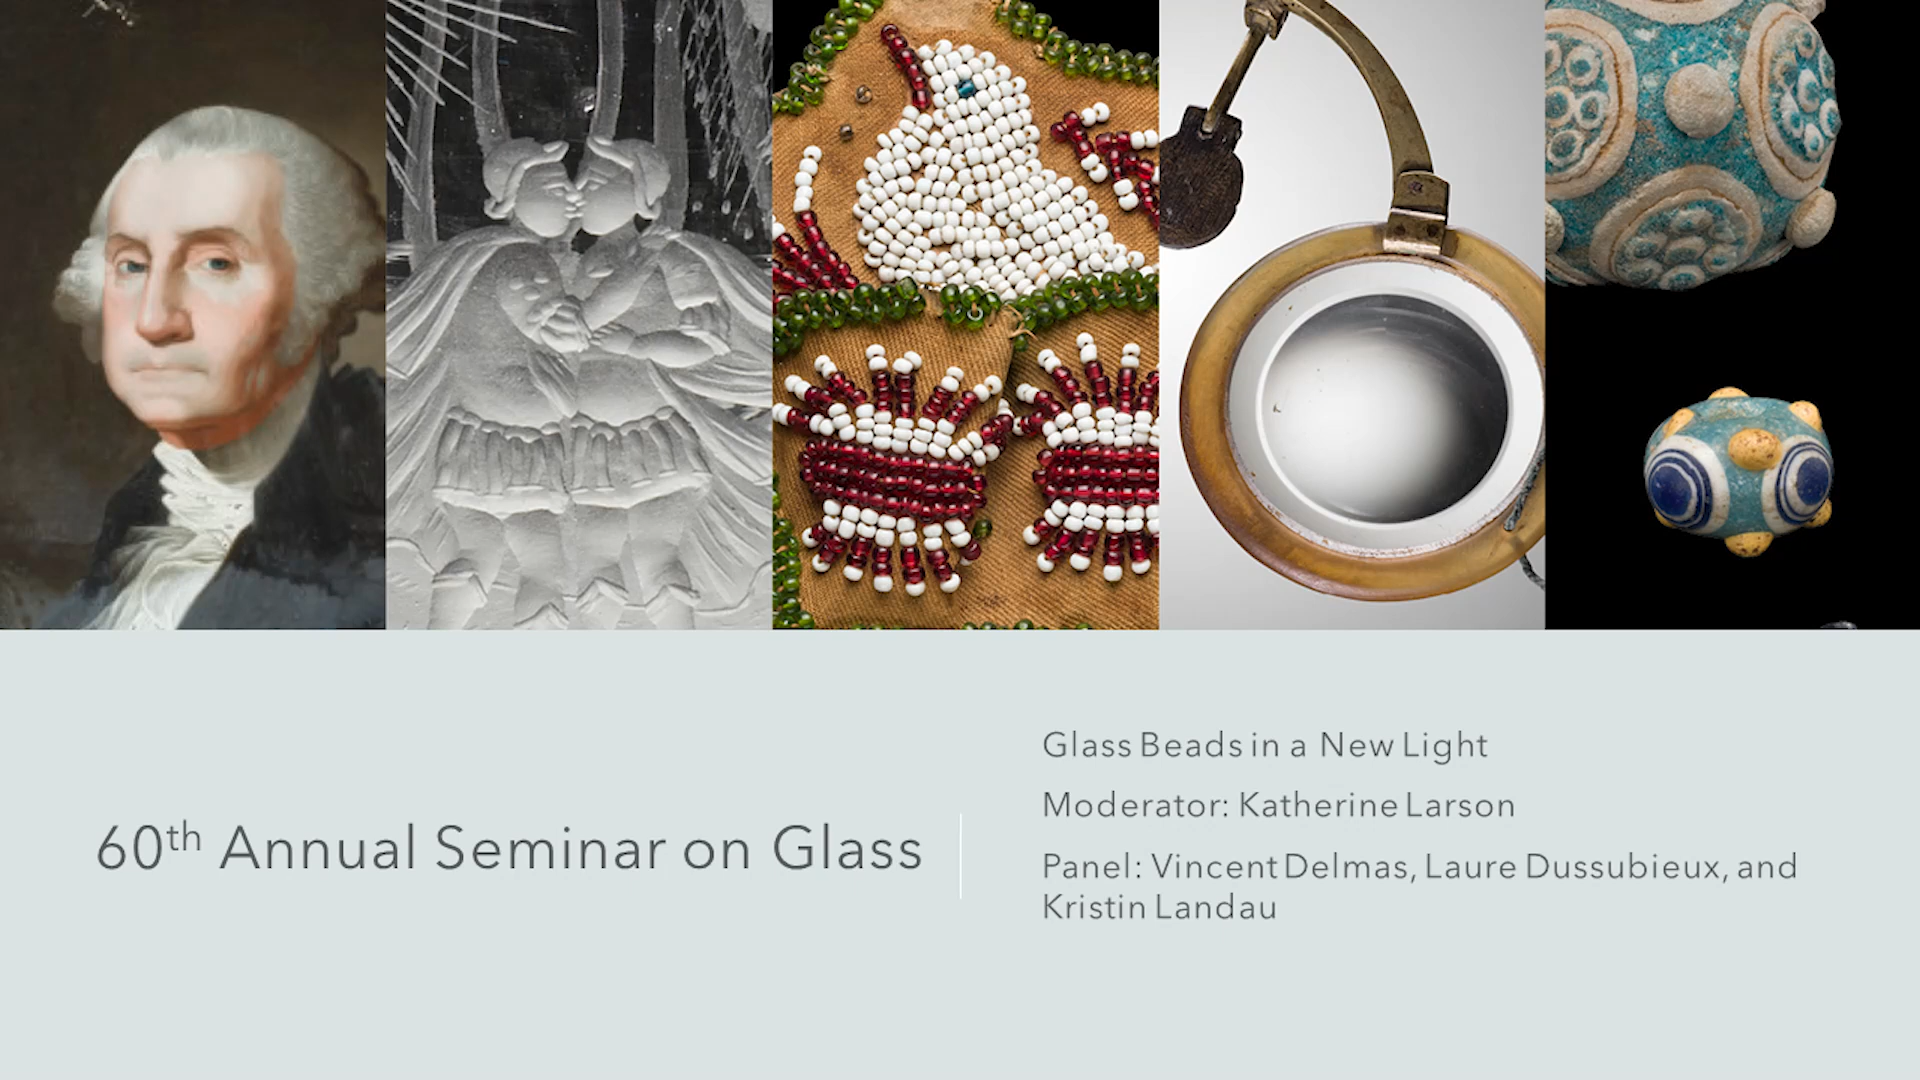 60th Annual Seminar on Glass
Glass Beads in a New Light
Moderator: Katherine Larson
Panel: Vincent Delmas, Laure Dussubieux, and
Kristin Landau